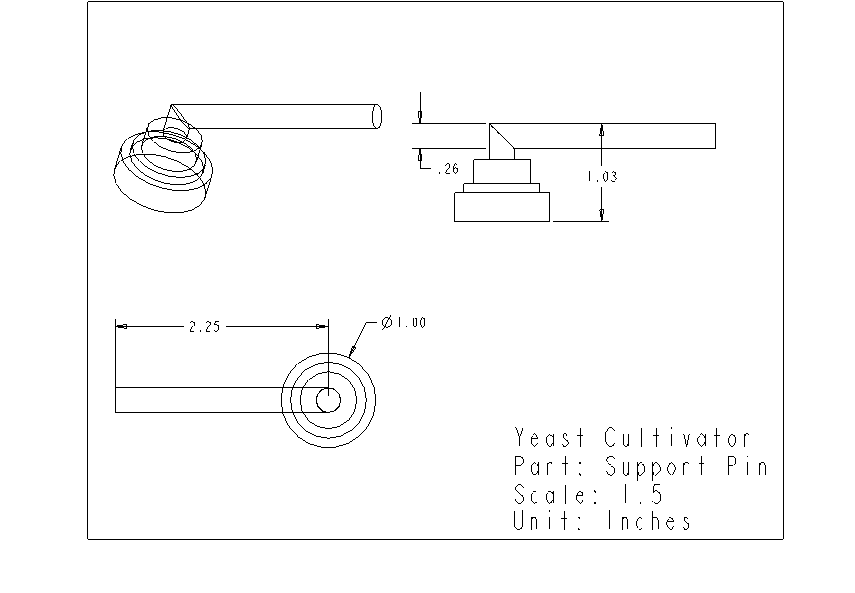 .26
1.03
2.25
Ø1.00
Yeast Cultivator
Part: Support Pin
Scale: 1.5
Unit: Inches